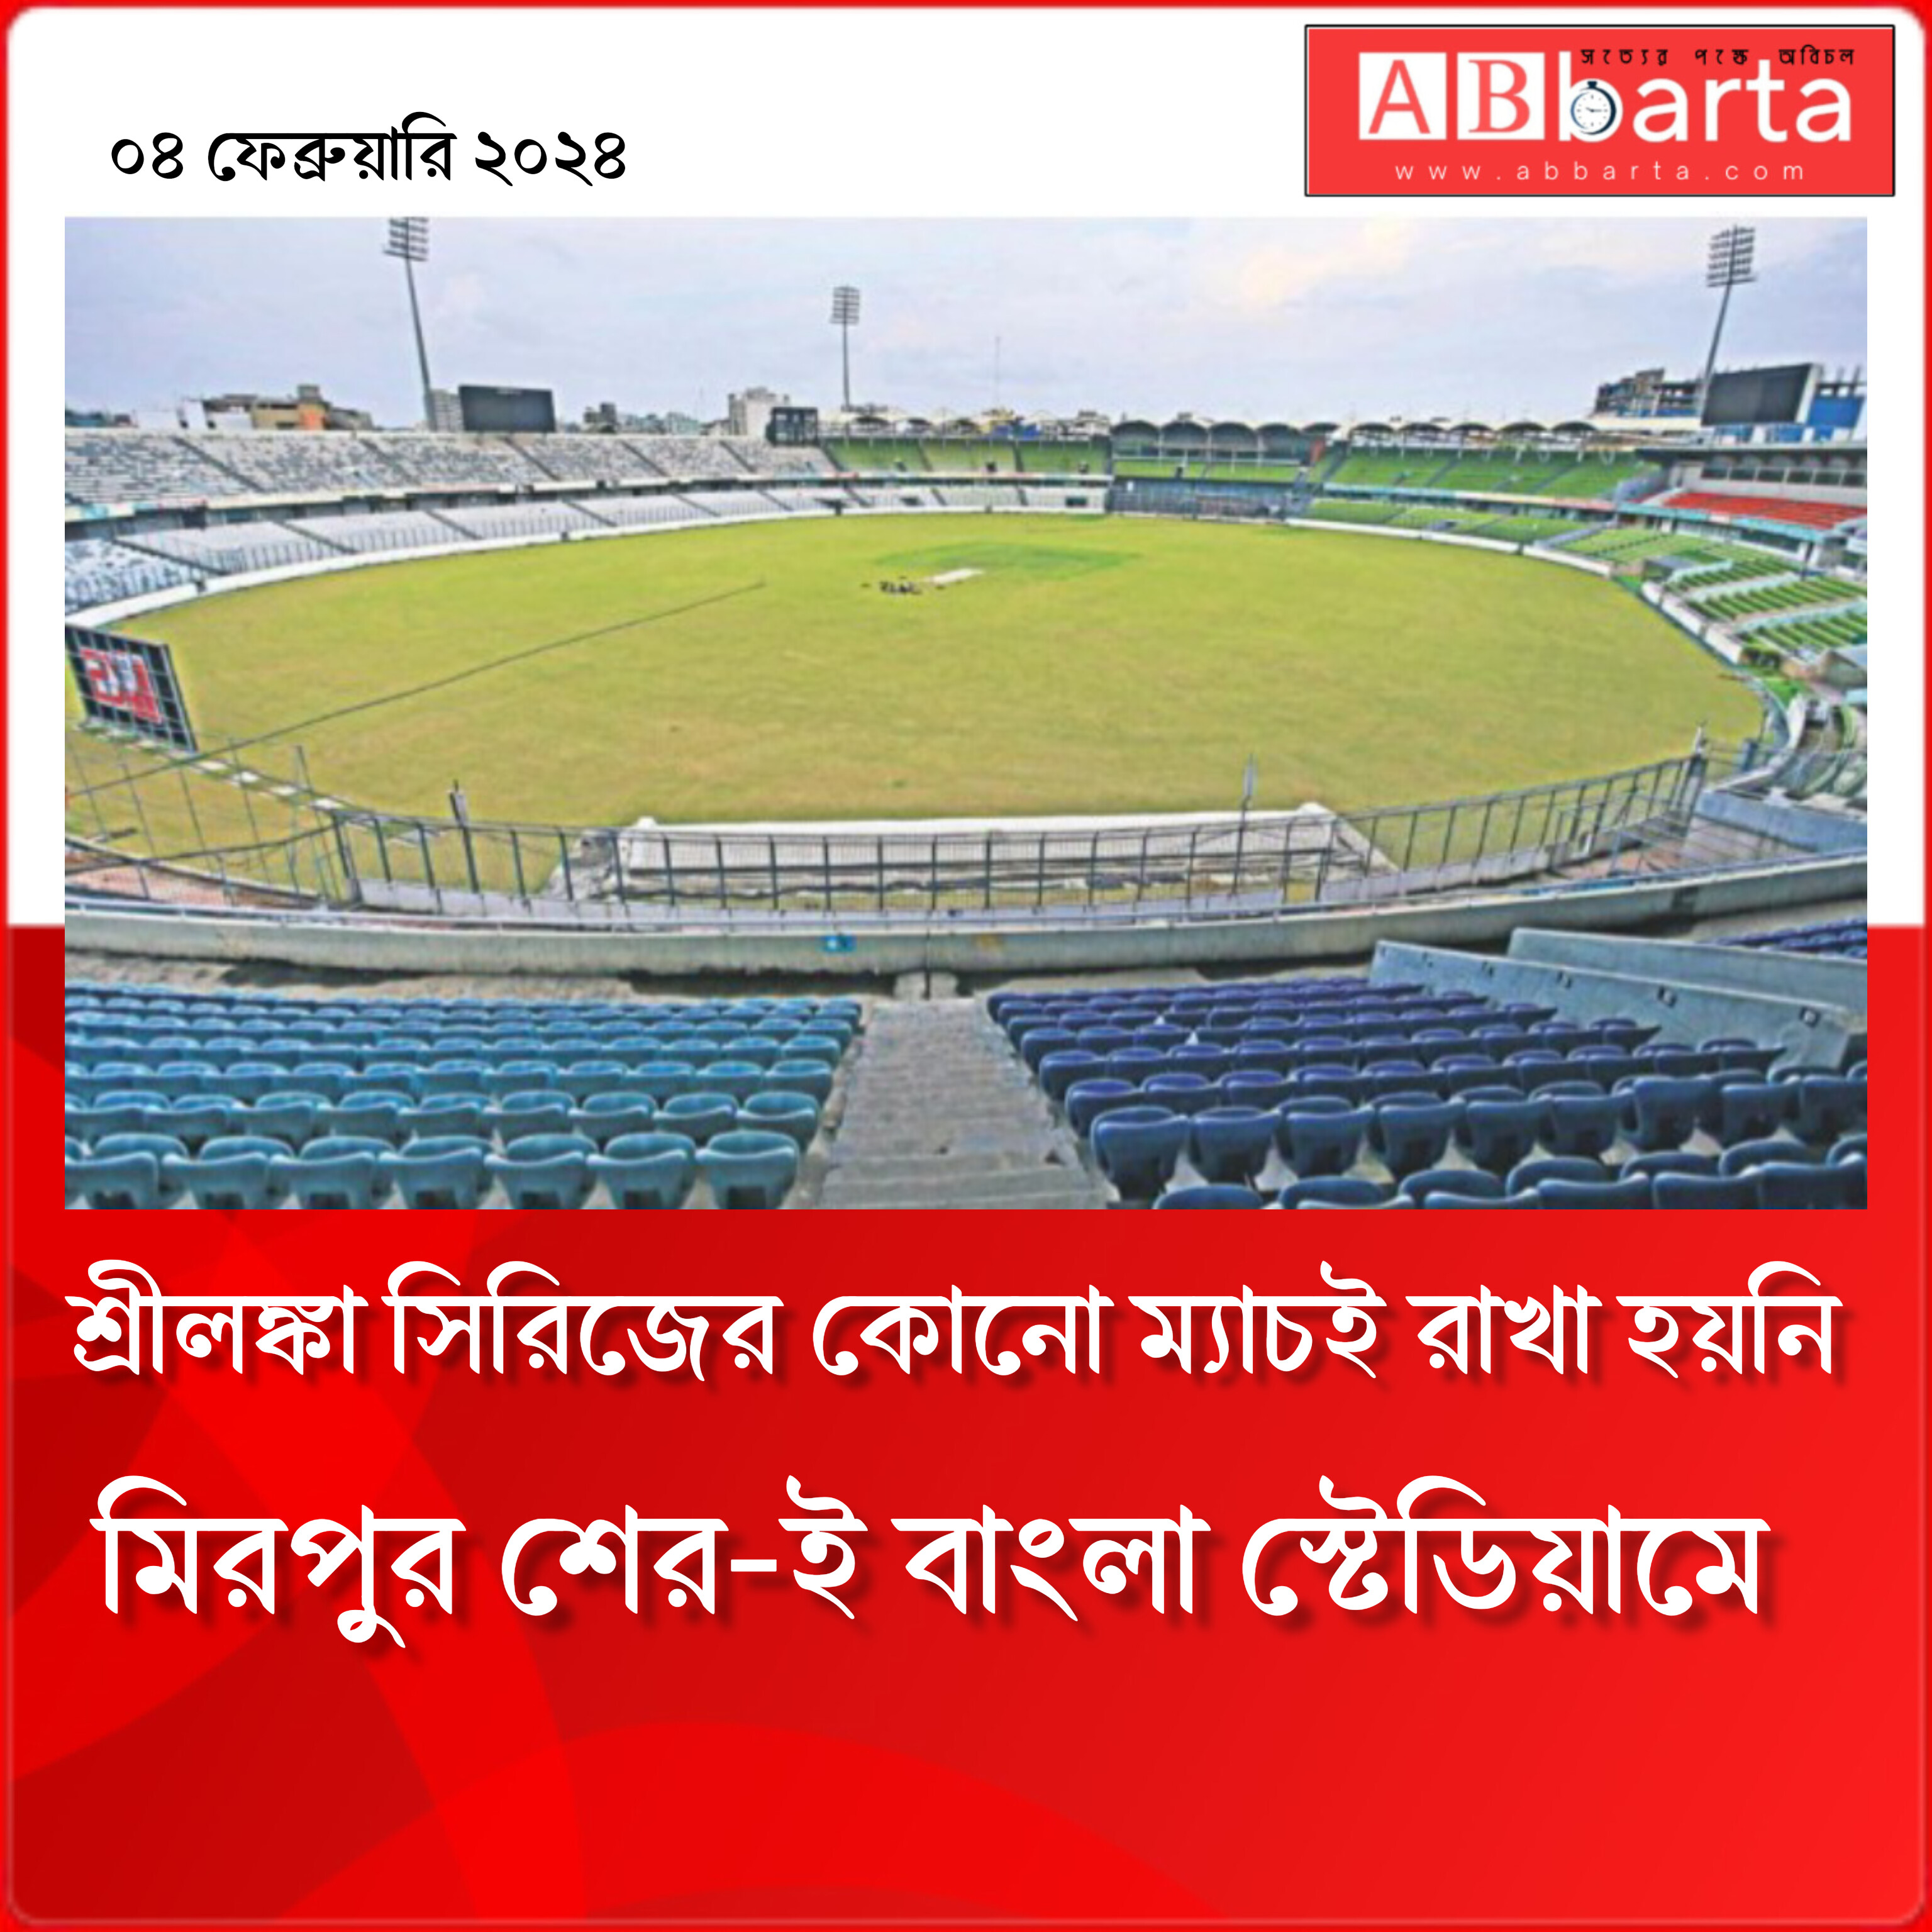 সত্যের পক্ষে অবিচল
ABbarta
www.abbarta.com
০৪ ফেব্রুয়ারি ২০২৪
শ্রীলঙ্কা সিরিজের কোনো ম্যাচই রাখা হয়নি
মিরপুর শের-ই বাংলা স্টেডিয়ামে